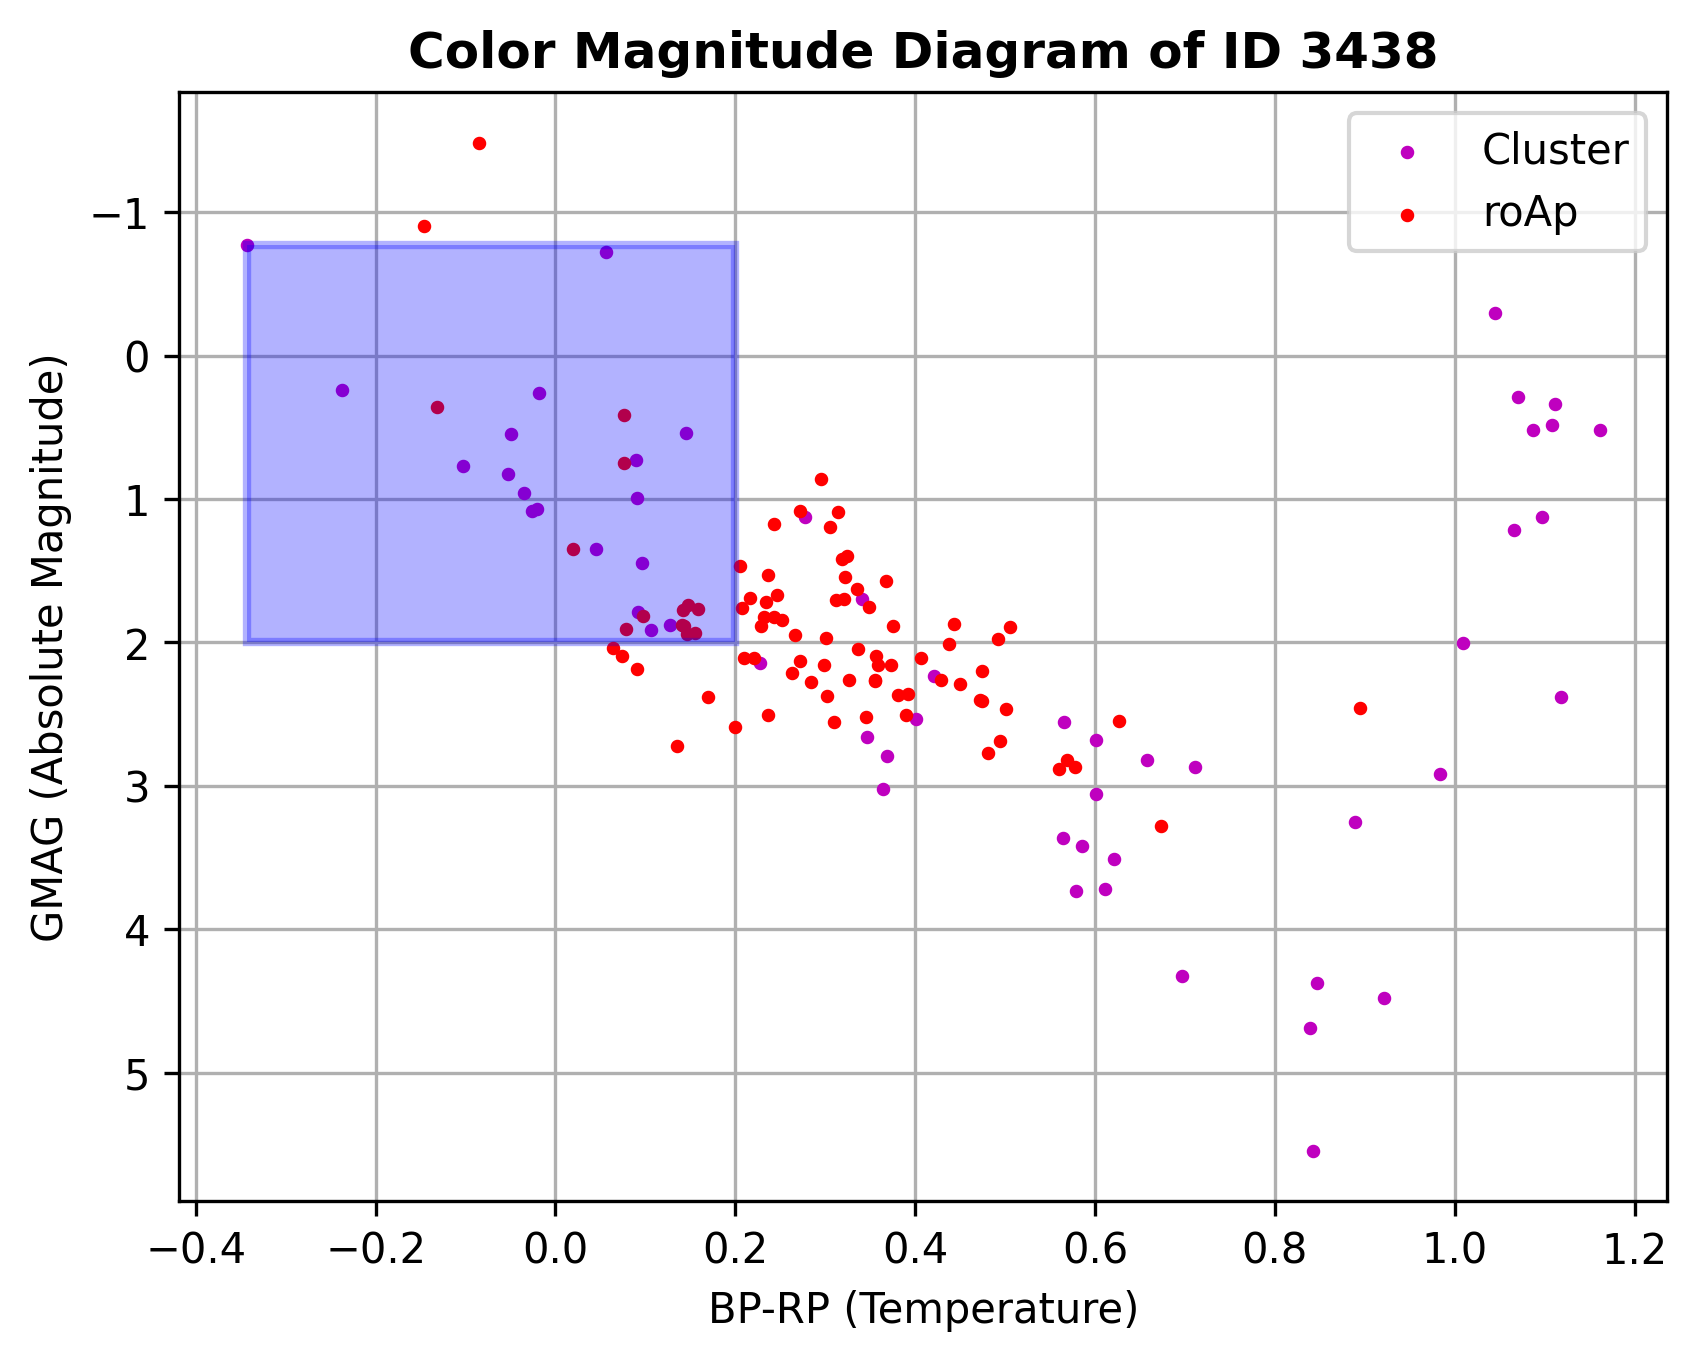 Color Magnitude Diagram of ID 3438
Cluster
roAp
−1
0
1
2
3
4
5
GMAG (Absolute Magnitude)
−0.4 −0.2 0.0 0.2 0.4 0.6 0.8 1.0 1.2
BP-RP (Temperature)